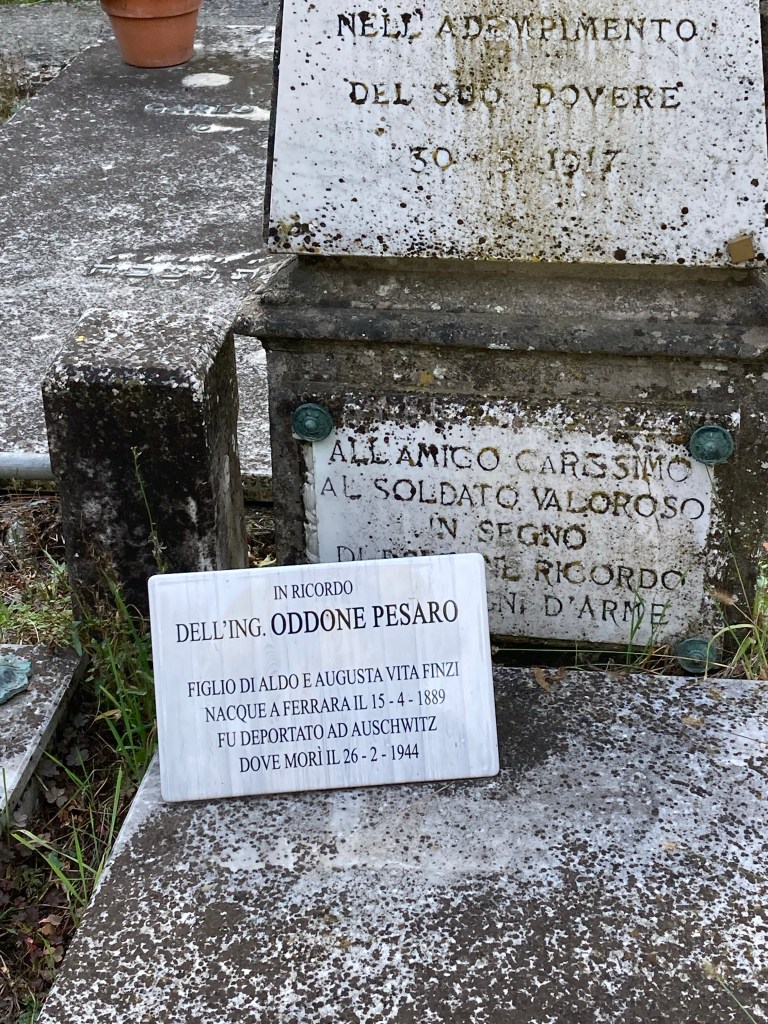 NELL'ADEMPIMENTO
DEL SUO DOVERE
30 - 5 1917
ALL'AMICO CARISSIMO
AL SOLDATO VALOROSO
IN SEGNO
RICORDO
D'ARME
IN RICORDO
DELL'ING. ODDONE PESARO
FIGLIO DI ALDO E AUGUSTA VITA FINZI
NACQUE A FERRARA IL 15 - 4 - 1889
FU DEPORTATO AD AUSCHWITZ
DOVE MORÌ IL 26 - 2 - 1944